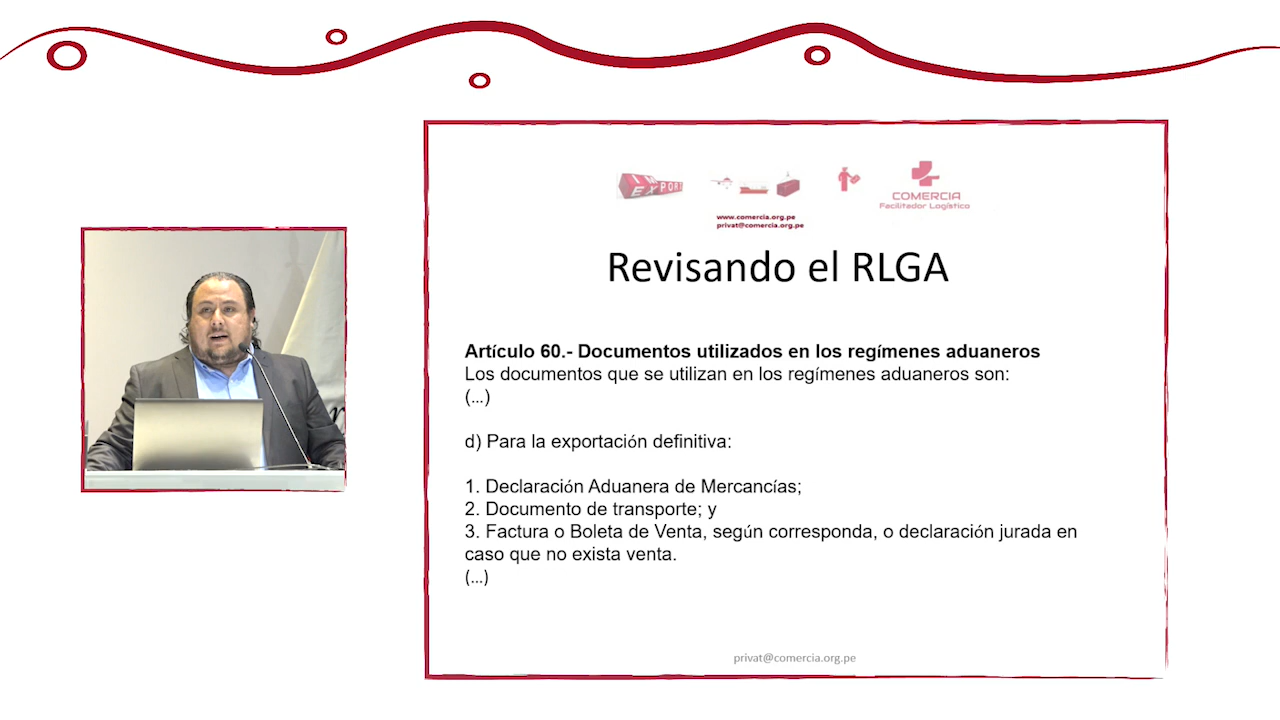 IM
EXPORT
COMERCIA
Facilitador Logístico
www.comercia.org.pe
privat@comercia.org.pe
Revisando el RLGA
Artículo 60.- Documentos utilizados en los regímenes aduaneros
Los documentos que se utilizan en los regímenes aduaneros son:
(...)
d) Para la exportación definitiva:
1. Declaración Aduanera de Mercancías;
2. Documento de transporte; y
3. Factura o Boleta de Venta, según corresponda, o declaración jurada en
caso que no exista venta.
(...)
privat@comercia.org.pe